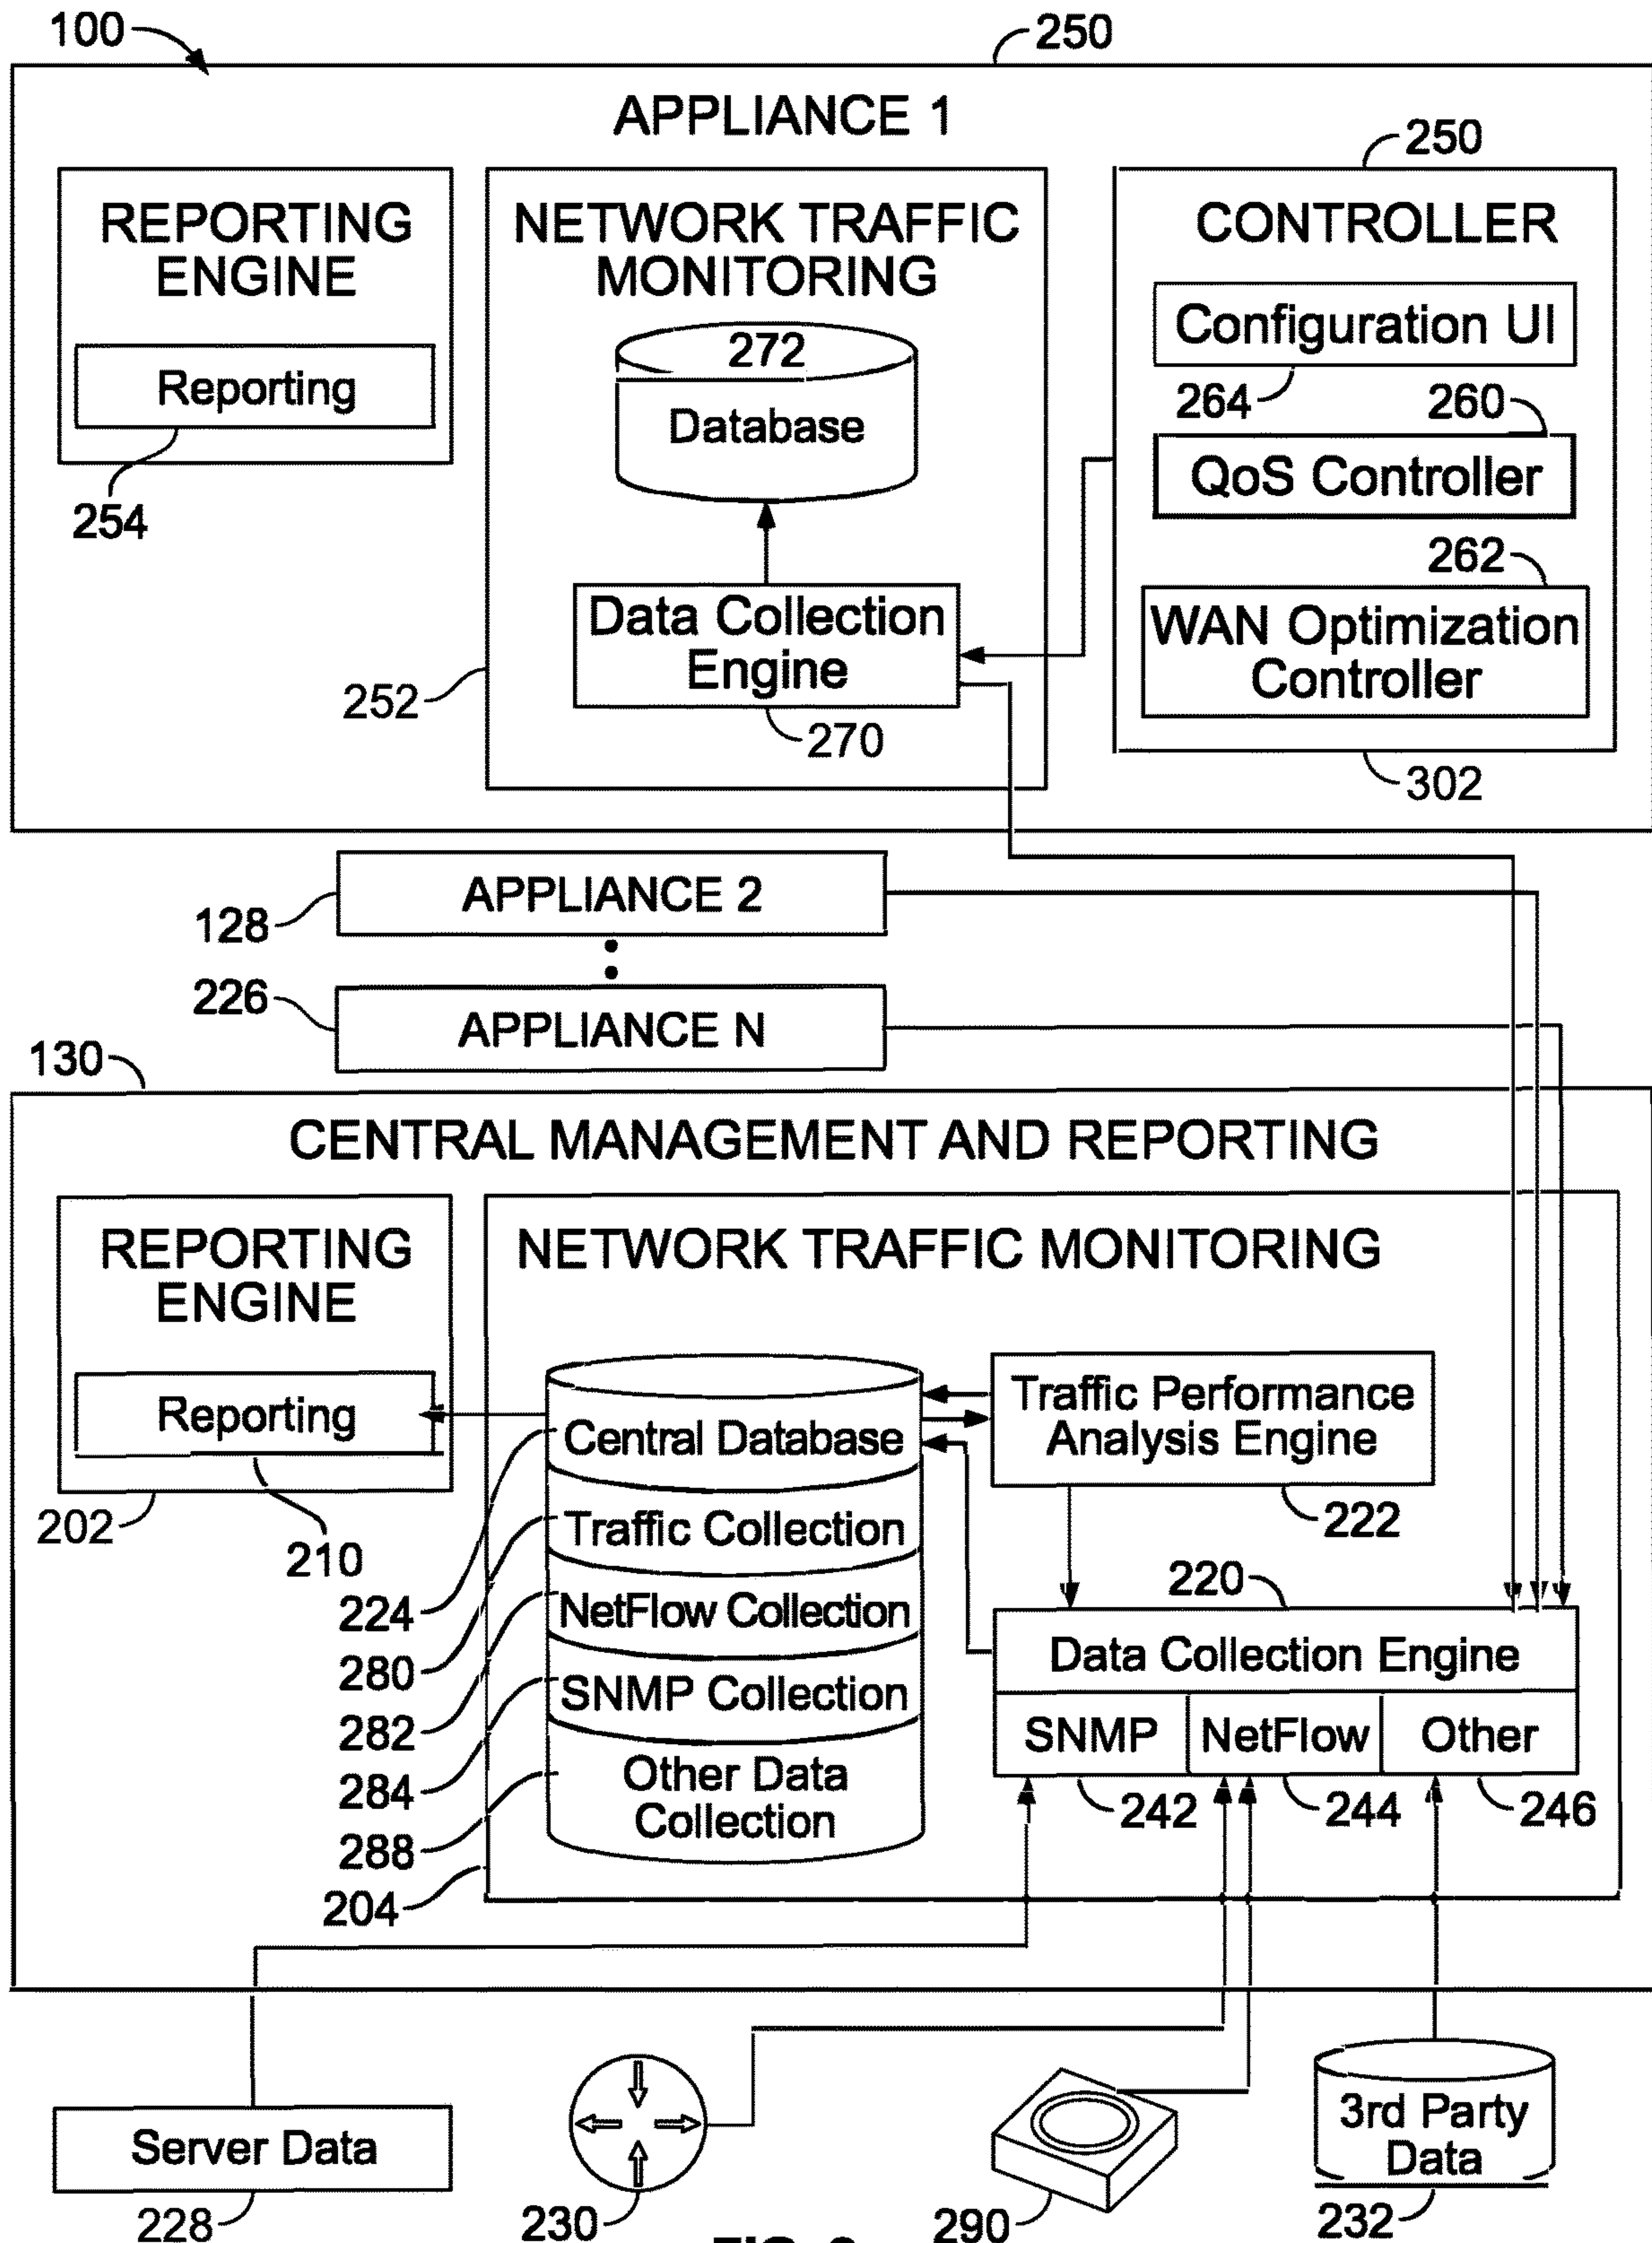 100
250
APPLIANCE 1
250
REPORTING
ENGINE
Reporting
254
NETWORK TRAFFIC
MONITORING
272
Database
Data Collection
Engine
252
270
CONTROLLER
Configuration UI
264
260
QoS Controller
262
WAN Optimization
Controller
302
APPLIANCE 2
128
226
APPLIANCE N
130
CENTRAL MANAGEMENT AND REPORTING
REPORTING
ENGINE
Reporting
202
210
NETWORK TRAFFIC MONITORING
Central Database
Traffic Collection
NetFlow Collection
SNMP Collection
Other Data
Collection
224
280
282
284
288
204
Traffic Performance
Analysis Engine
222
220
Data Collection Engine
SNMP
NetFlow
Other
242
244
246
Server Data
228
230
290
3rd Party
Data
232